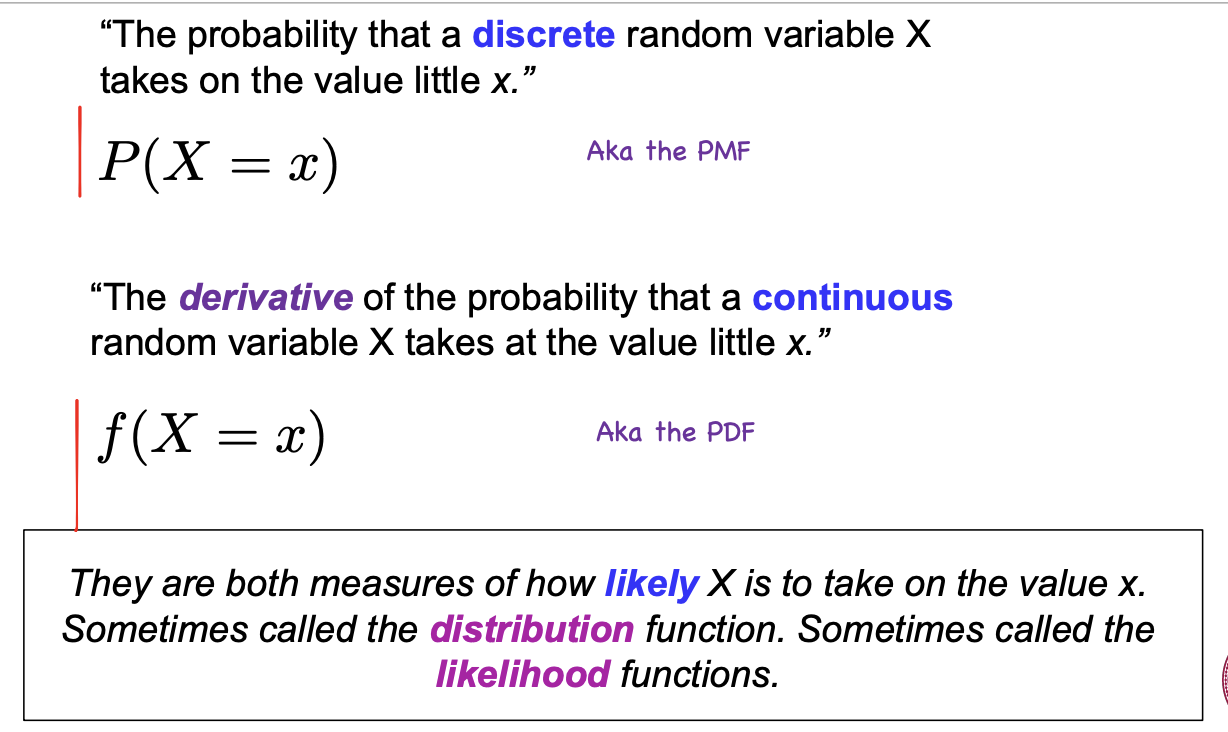 “The probability that a discrete random variable X
takes on the value little x.”
P(X = x)
Aka the PMF
“The derivative of the probability that a continuous
random variable X takes at the value little x.”
f(X = x)
Aka the PDF
They are both measures of how likely X is to take on the value x.
Sometimes called the distribution function. Sometimes called the
likelihood functions.